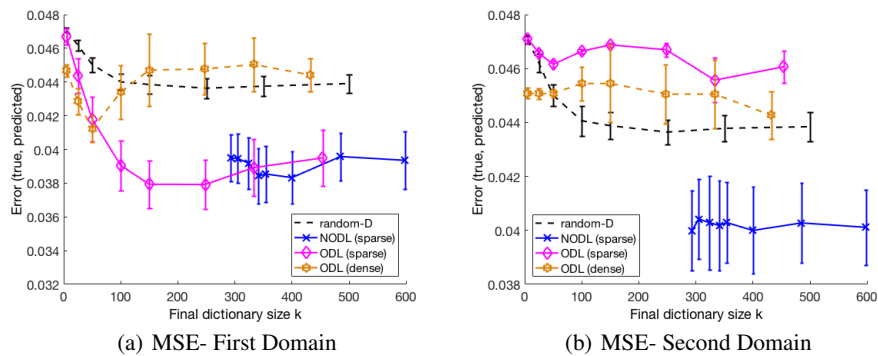 0.048
0.046
0.044
0.042
0.04
0.038
0.036
0.034
0.032
Error (true, predicted)
0 100 200 300 400 500 600
Final dictionary size k
random-D
NODL (sparse)
ODL (sparse)
ODL (dense)
(a) MSE- First Domain
0.048
0.046
0.044
0.042
0.04
0.038
Error (true, predicted)
0 100 200 300 400 500 600
Final dictionary size k
random-D
NODL (sparse)
ODL (sparse)
ODL (dense)
(b) MSE- Second Domain